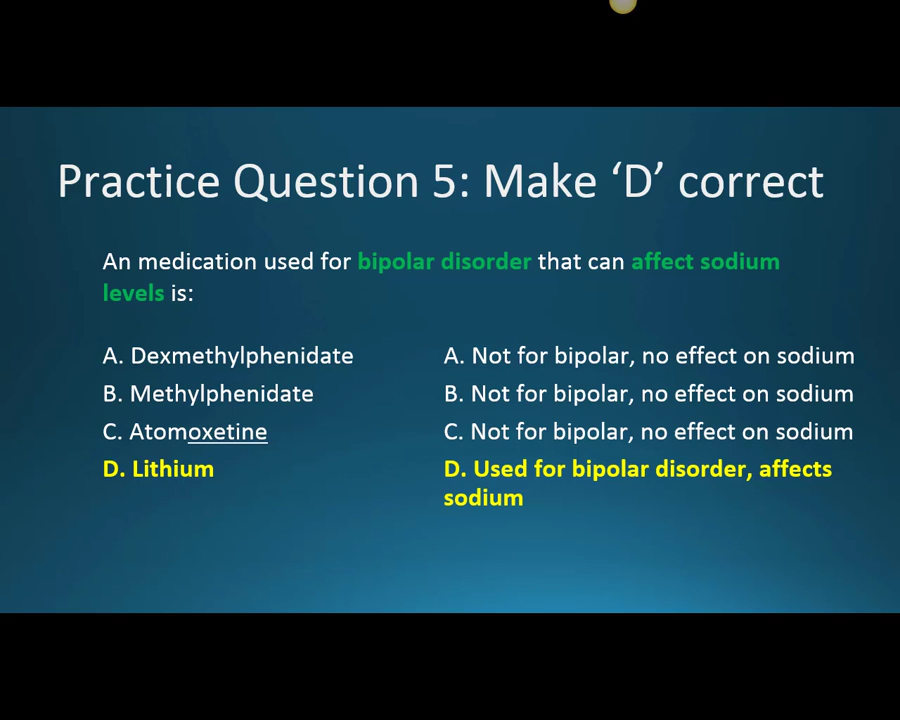 Practice Question 5: Make ‘D’ correct
An medication used for bipolar disorder that can affect sodium
levels is:
A. Dexmethylphenidate
B. Methylphenidate
C. Atomoxetine
D. Lithium
A. Not for bipolar, no effect on sodium
B. Not for bipolar, no effect on sodium
C. Not for bipolar, no effect on sodium
D. Used for bipolar disorder, affects
sodium